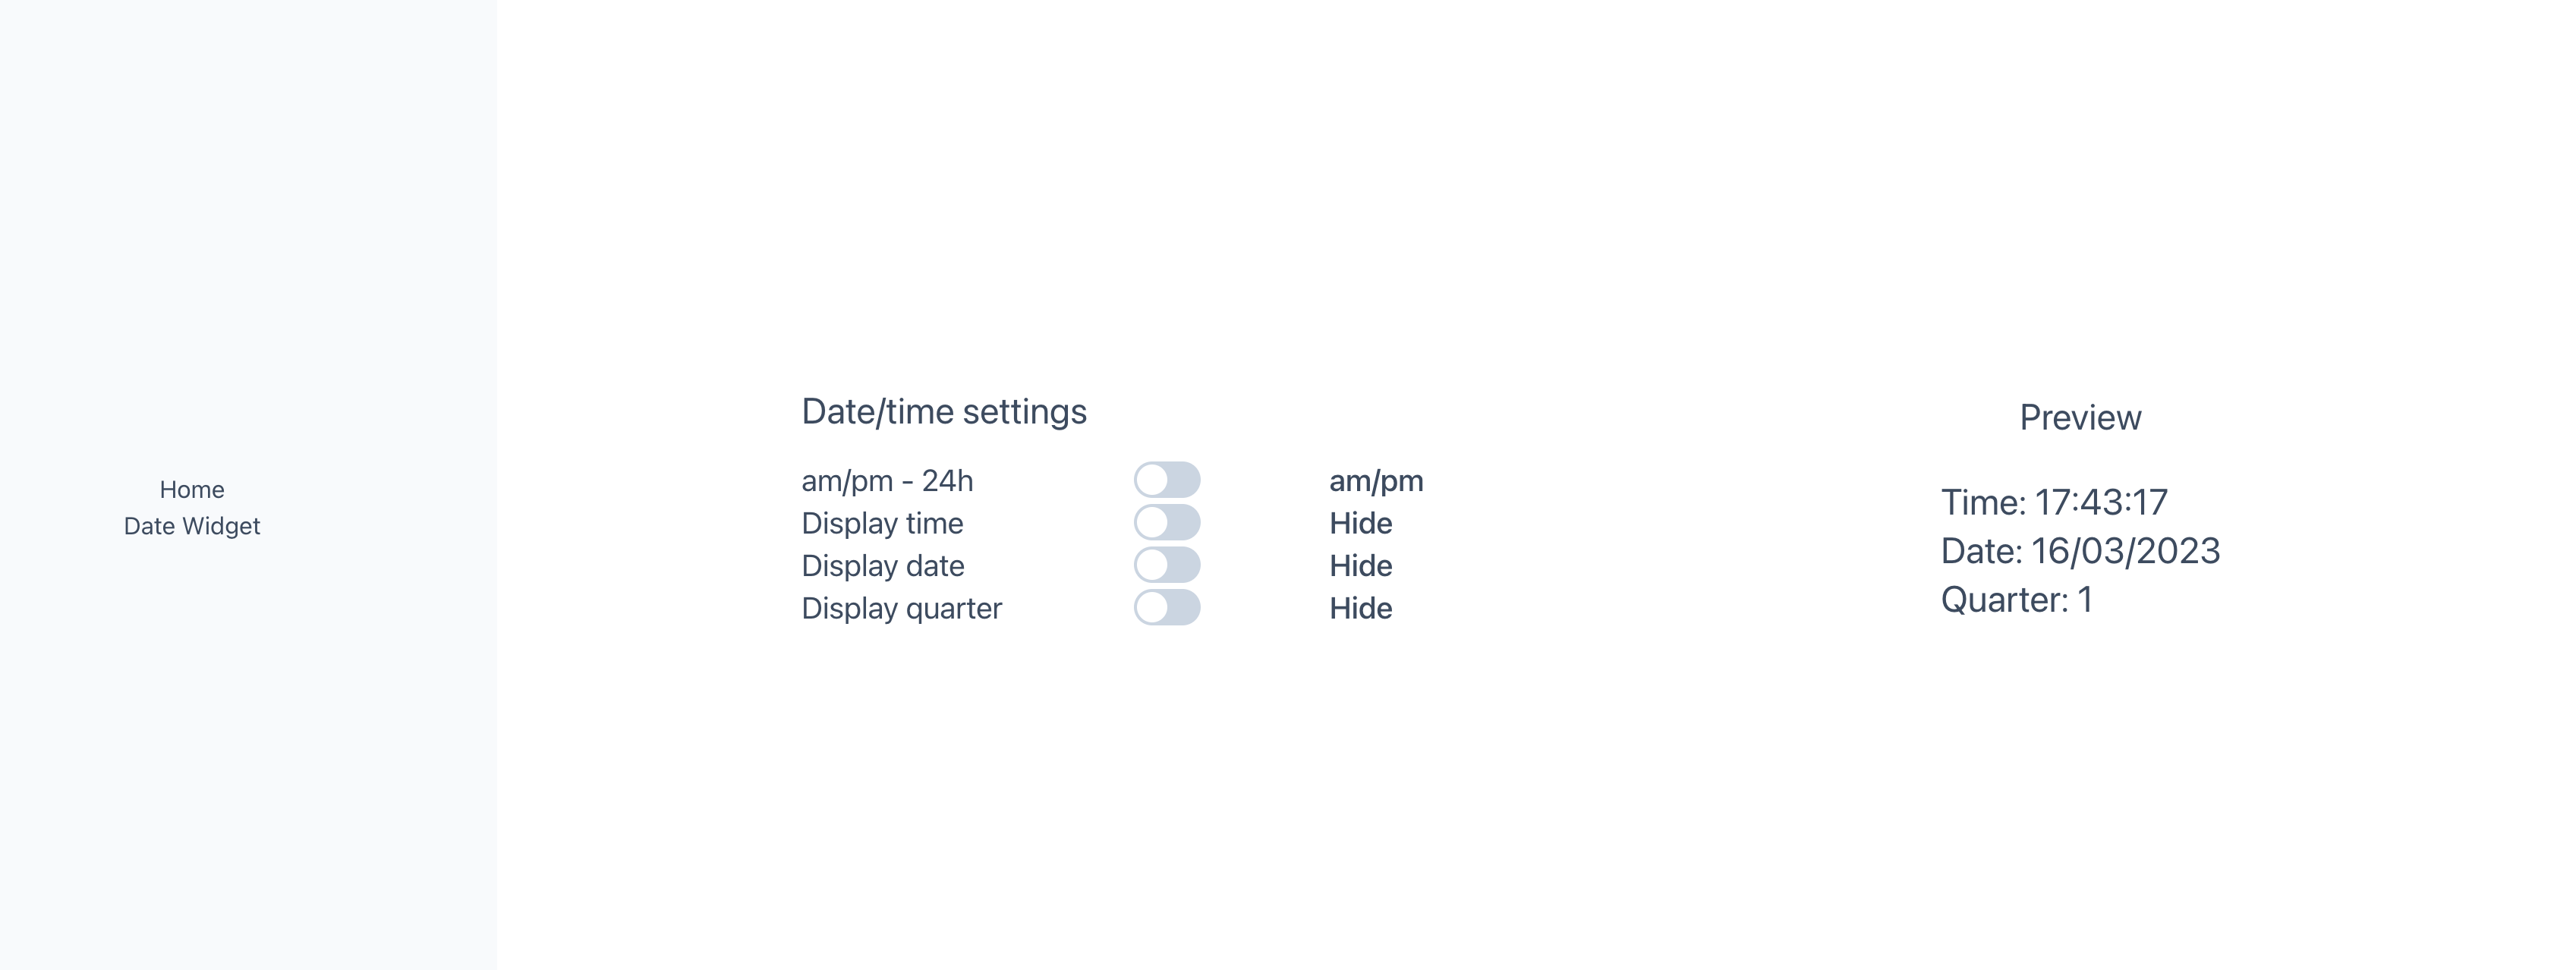 Home
Date Widget
Date/time settings
am/pm - 24h am/pm
Display time Hide
Display date Hide
Display quarter Hide
Preview
Time: 17:43:17
Date: 16/03/2023
Quarter: 1